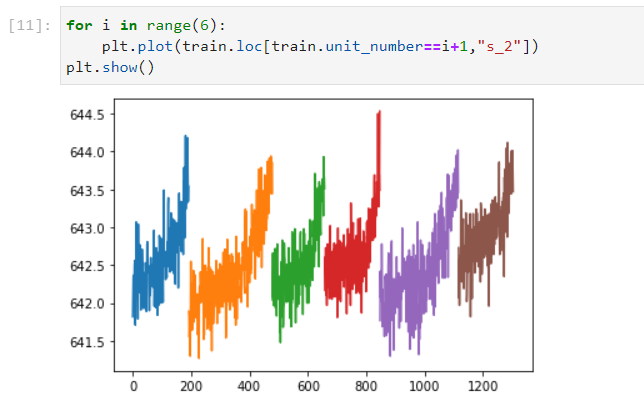 [11]: for i in range(6):
plt.plot(train.loc[train.unit_number==i+1,"s_2"])
plt.show()
644.5
644.0
643.5
643.0
642.5
642.0
641.5
0 200 400 600 800 1000 1200